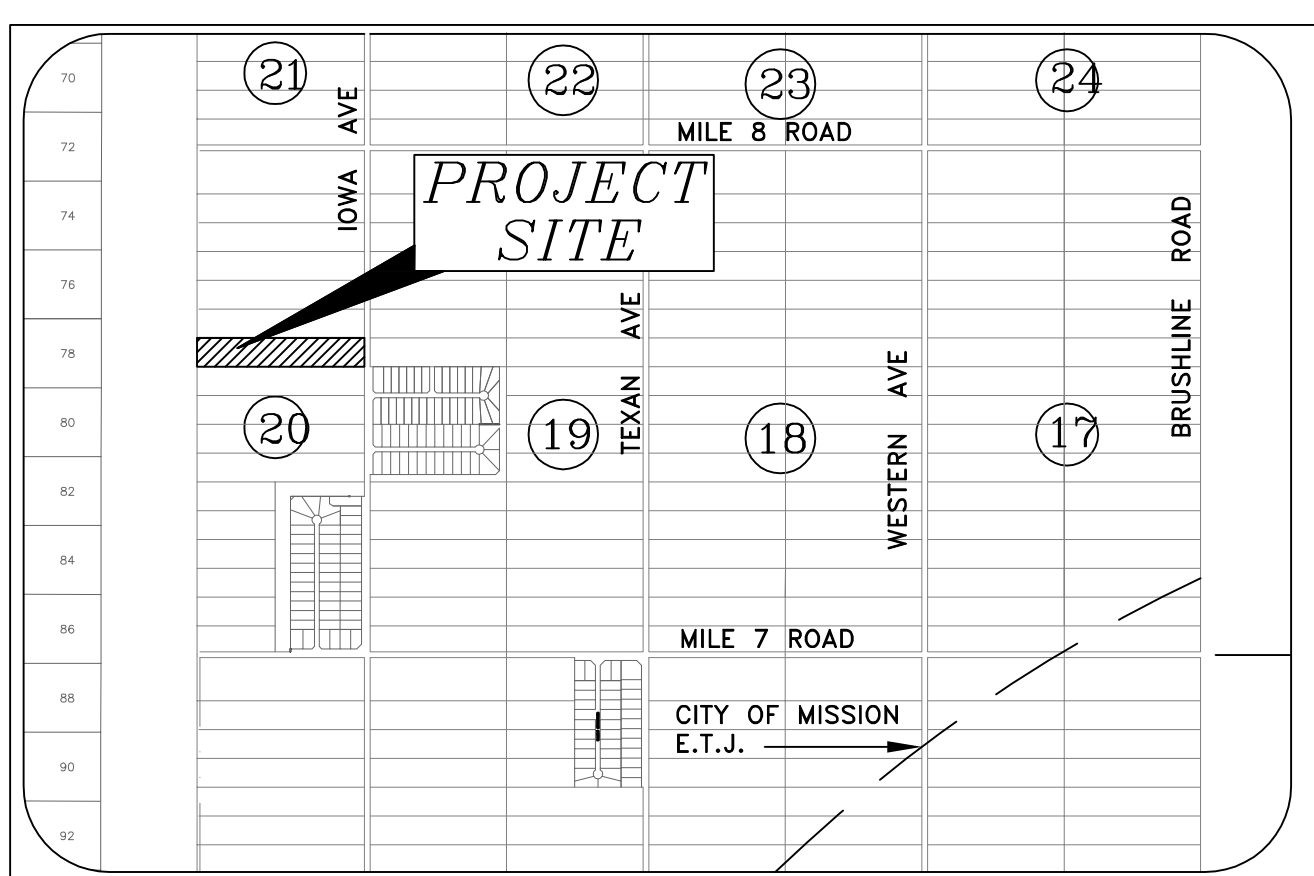 70
72
74
76
78
80
82
84
86
88
90
92
21
22
23
24
MILE 8 ROAD
IOWA AVE
PROJECT
SITE
TEXAN AVE
WESTERN AVE
BRUSHLINE ROAD
20
19
18
17
MILE 7 ROAD
CITY OF MISSION
E.T.J.